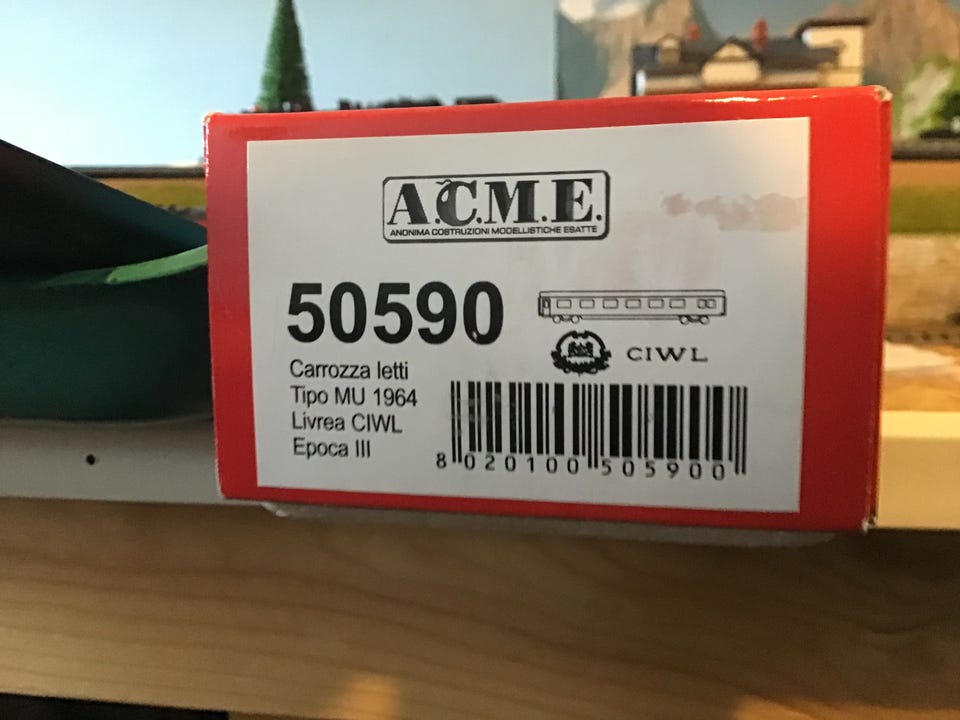 A.C.M.E.
ANONIMA COSTRUZIONI MODELLISTICHE ESATTE
50590
CIWL
Carrozza letti
Tipo MU 1964
Livrea CIWL
Epoca III
8 020100 505900